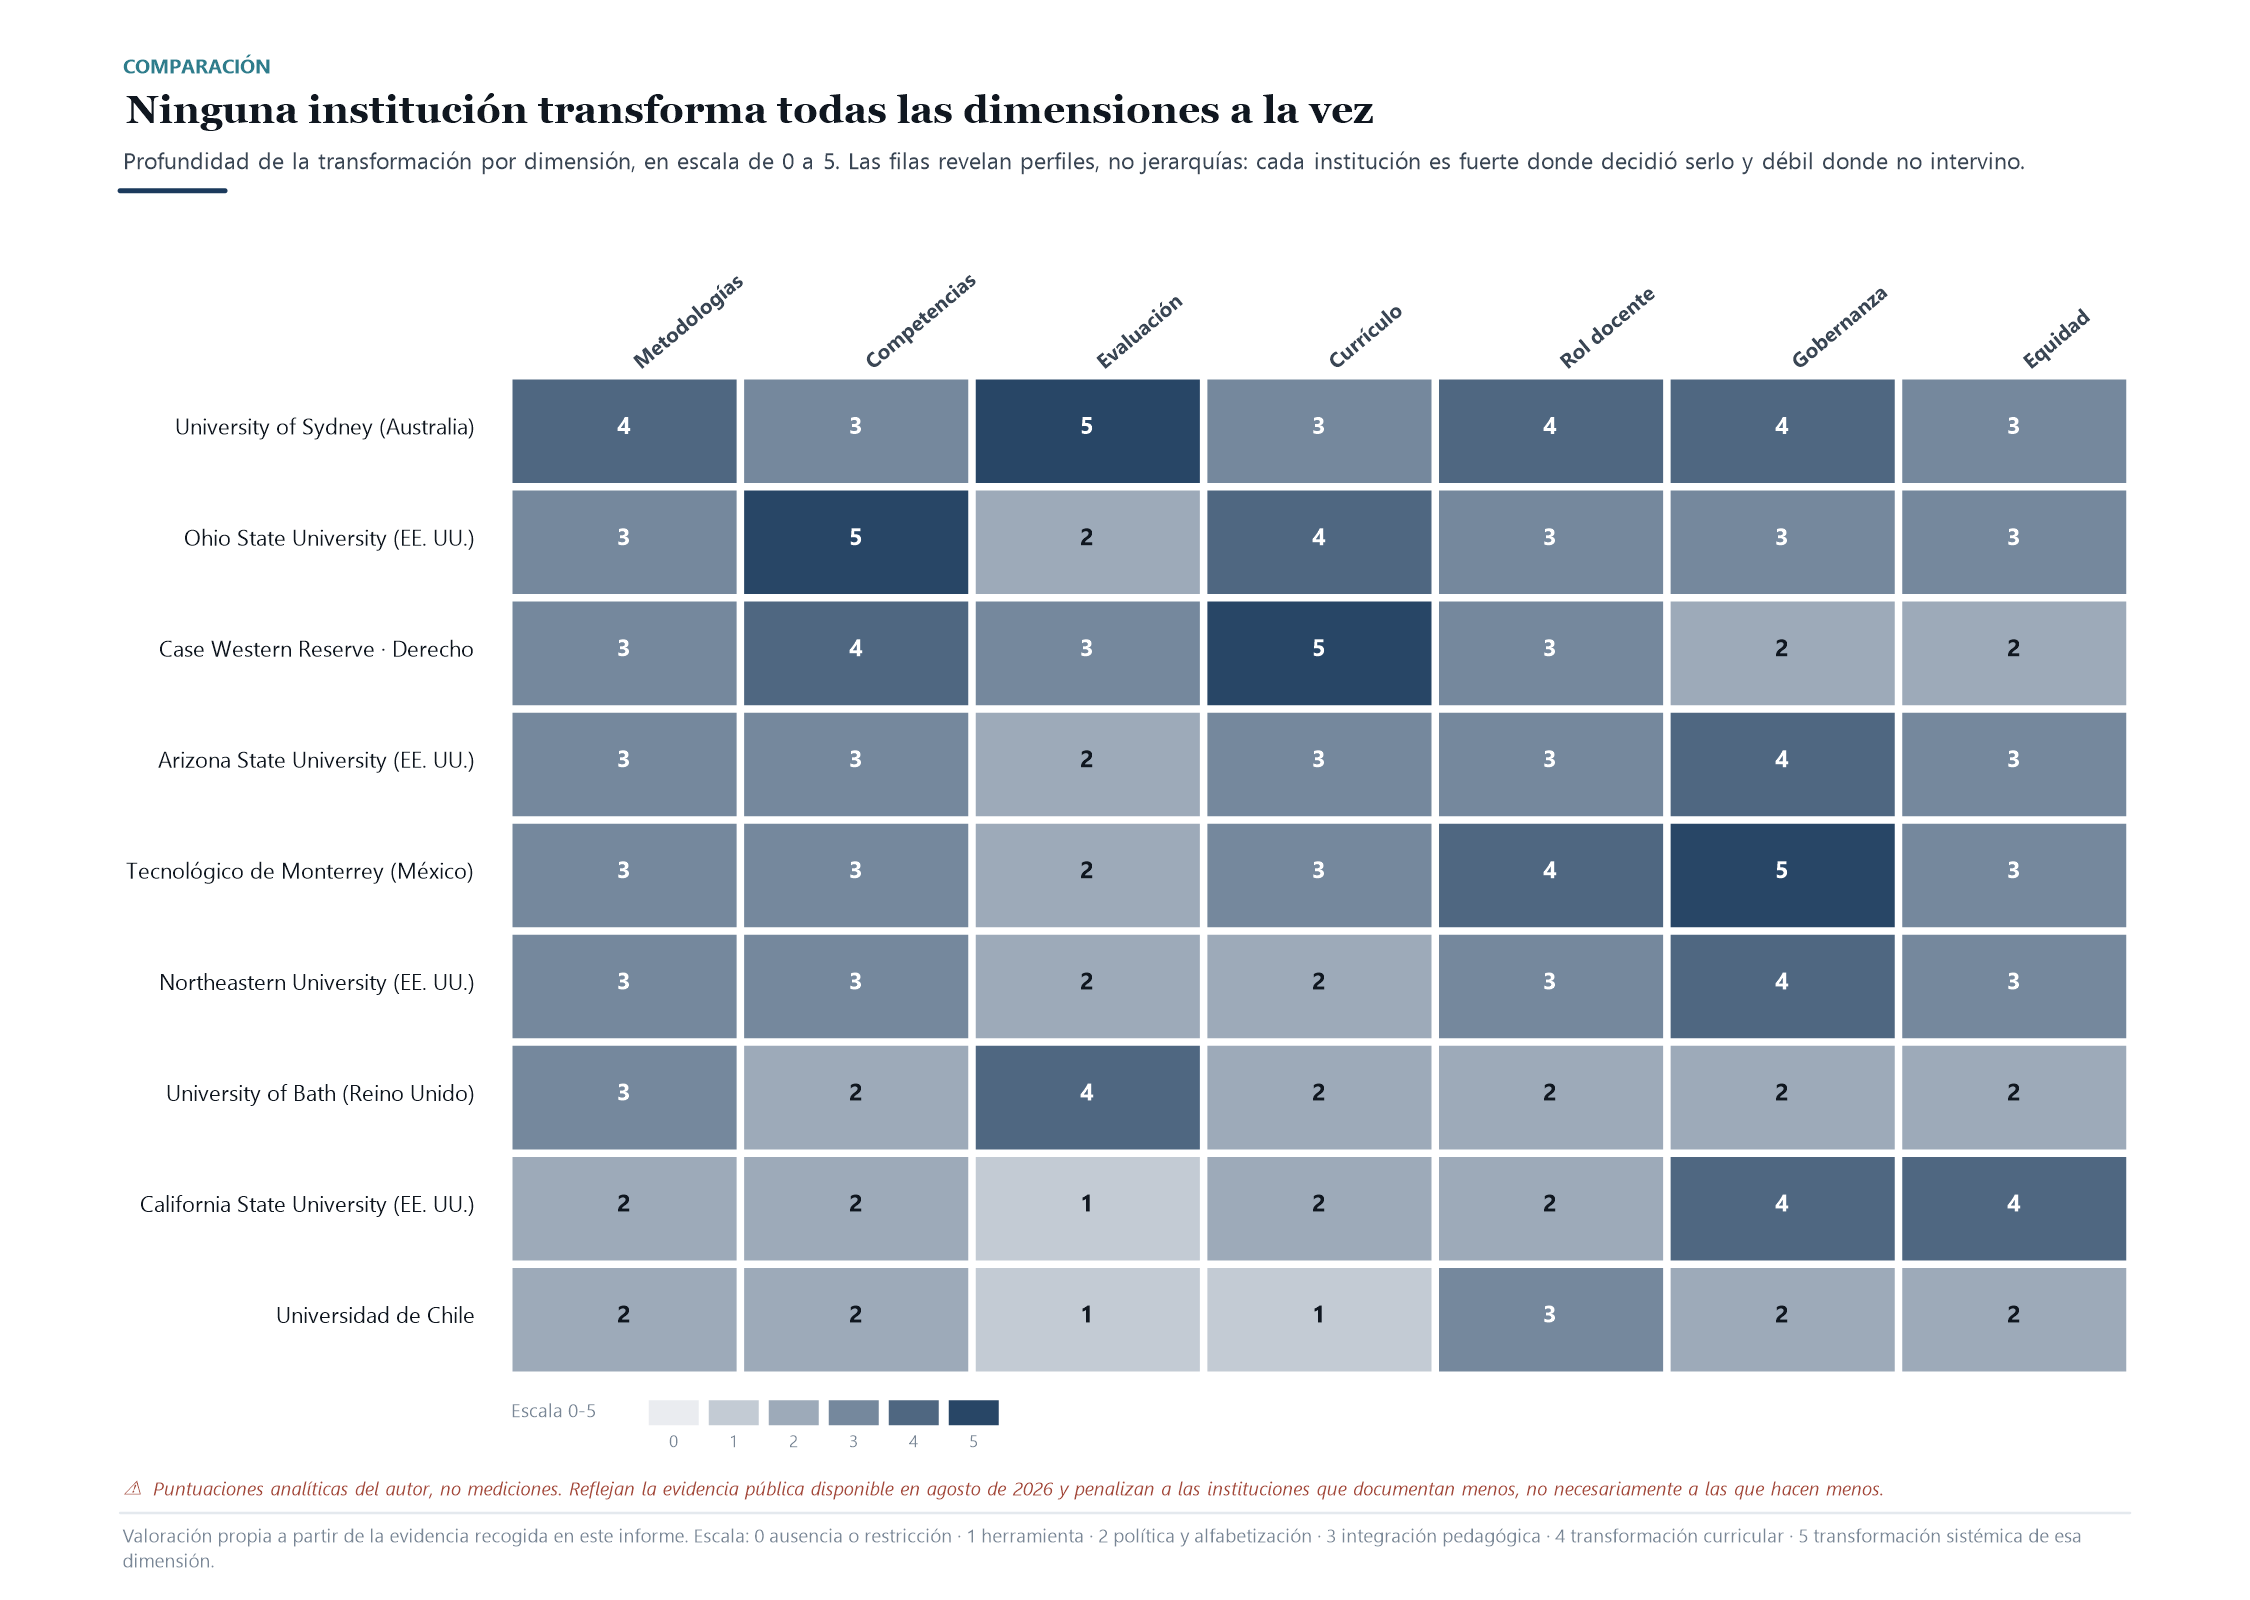 COMPARACIÓN
Ninguna institución transforma todas las dimensiones a la vez
Profundidad de la transformación por dimensión, en escala de 0 a 5. Las filas revelan perfiles, no jerarquías: cada institución es fuerte donde decidió serlo y débil donde no intervino.
Metodologías Competencias Evaluación Currículo Rol docente Gobernanza Equidad
University of Sydney (Australia) 4 3 5 3 4 4 3
Ohio State University (EE. UU.) 3 5 2 4 3 3 3
Case Western Reserve · Derecho 3 4 3 5 3 2 2
Arizona State University (EE. UU.) 3 3 2 3 3 4 3
Tecnológico de Monterrey (México) 3 3 2 3 4 5 3
Northeastern University (EE. UU.) 3 3 2 2 3 4 3
University of Bath (Reino Unido) 3 2 4 2 2 2 2
California State University (EE. UU.) 2 2 1 2 2 4 4
Universidad de Chile 2 2 1 1 3 2 2
Escala 0-5
0 1 2 3 4 5
⚠ Puntuaciones analíticas del autor, no mediciones. Reflejan la evidencia pública disponible en agosto de 2026 y penalizan a las instituciones que documentan menos, no necesariamente a las que hacen menos.
Valoración propia a partir de la evidencia recogida en este informe. Escala: 0 ausencia o restricción · 1 herramienta · 2 política y alfabetización · 3 integración pedagógica · 4 transformación curricular · 5 transformación sistémica de esa
dimensión.